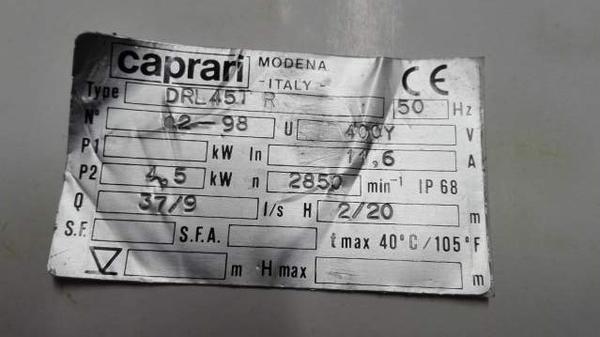 caprari MODENA
-ITALY- CE
Type DRL45T R 50 Hz
N° 02-98 U 400Y V
P1 kW In 11,6 A
P2 4,5 kW n 2850 min⁻¹ IP 68
Q 37/9 l/s H 2/20 m
S.F. S.F.A. t max 40°C/105°F
m H max m